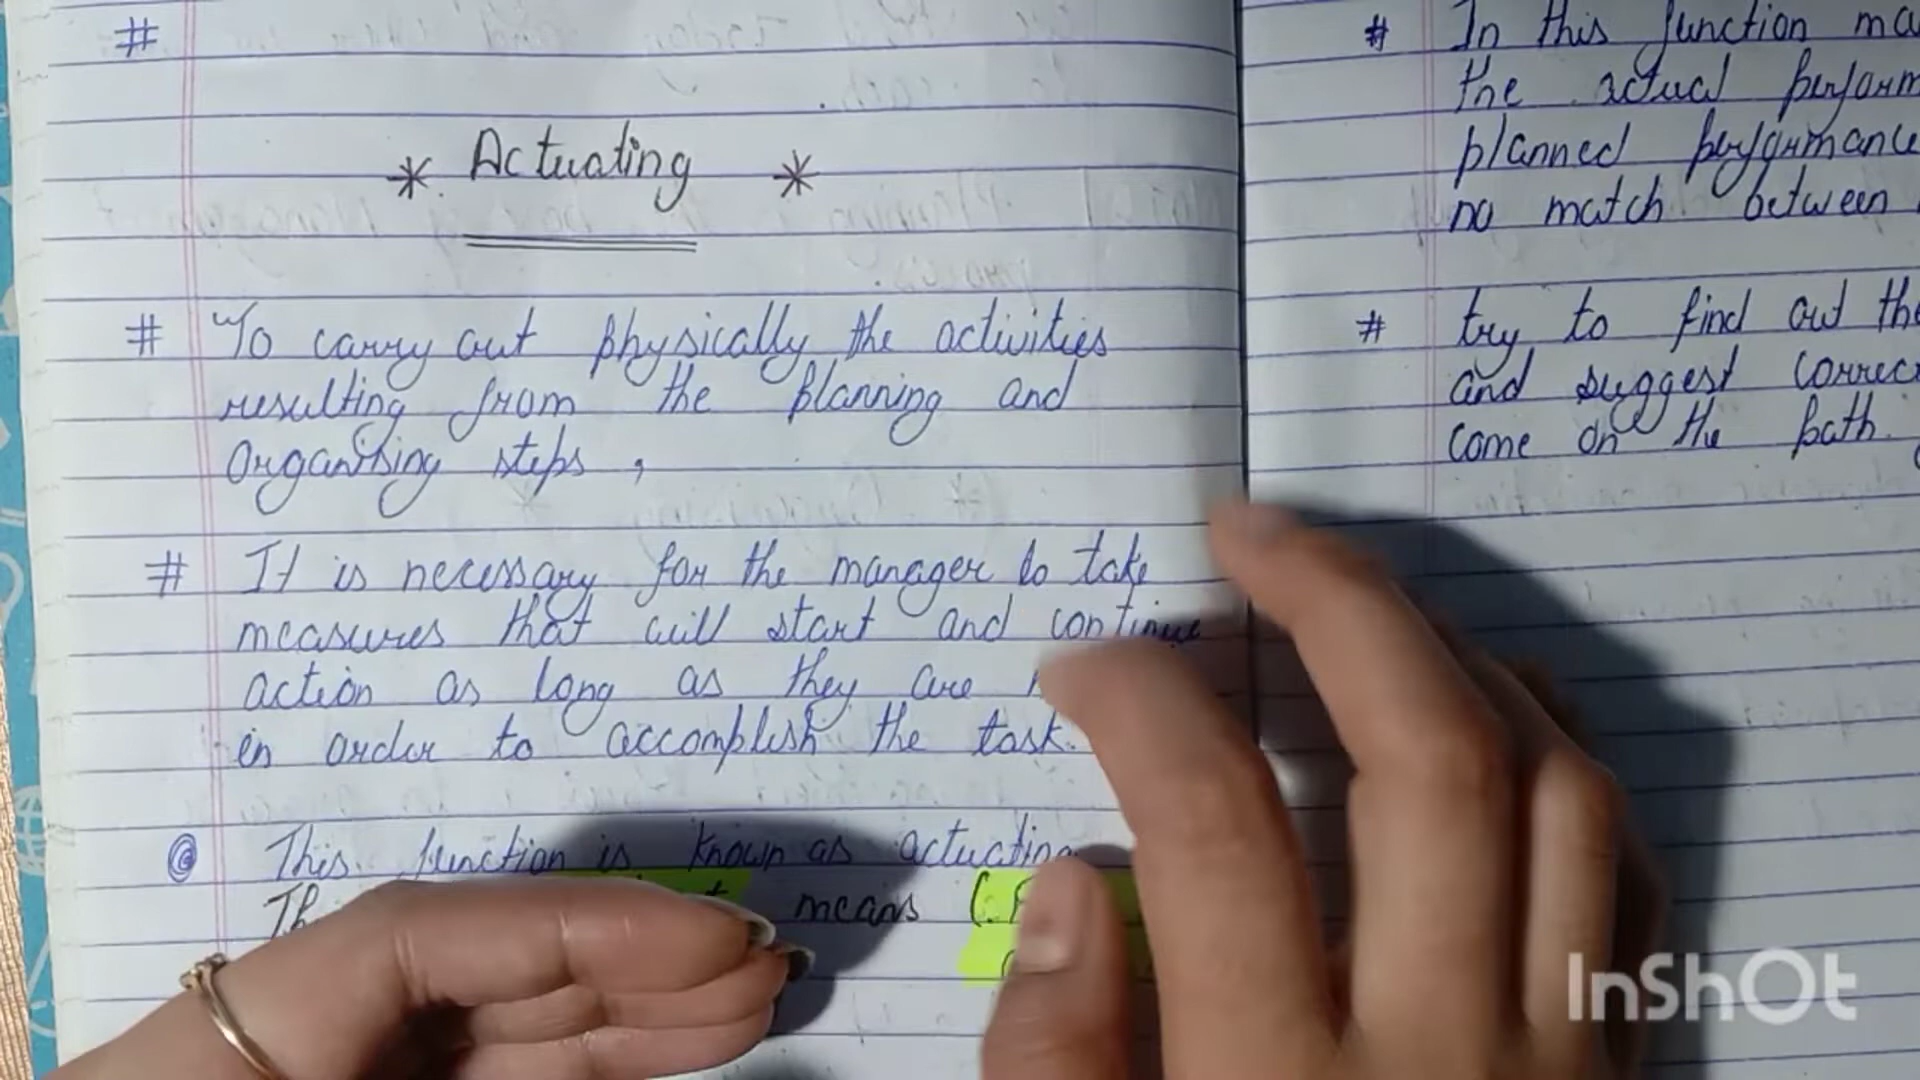 #
* Actuating *
# To carry out physically the activities
resulting from the planning and
organising steps,
# It is necessary for the manager to take
measures that will start and continue
action as long as they are
in order to accomplish the task.
This function is known as actuating
means
# In this function
the actual
planned performance
no match between
# try to find out the
and suggest
come on the path.
InShOt